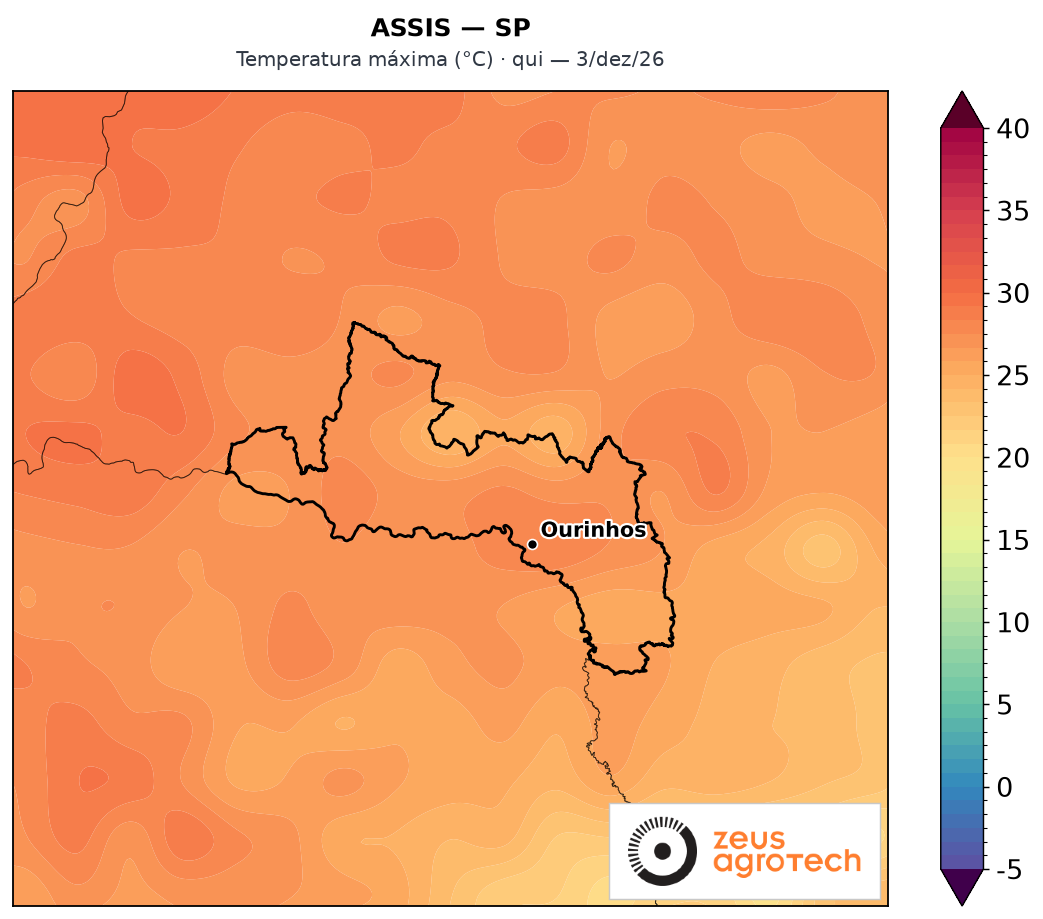 ASSIS — SP
Temperatura máxima (°C) · qui — 3/dez/26
40
35
30
25
20
15
10
5
0
-5
Ourinhos
zeus
agrotech